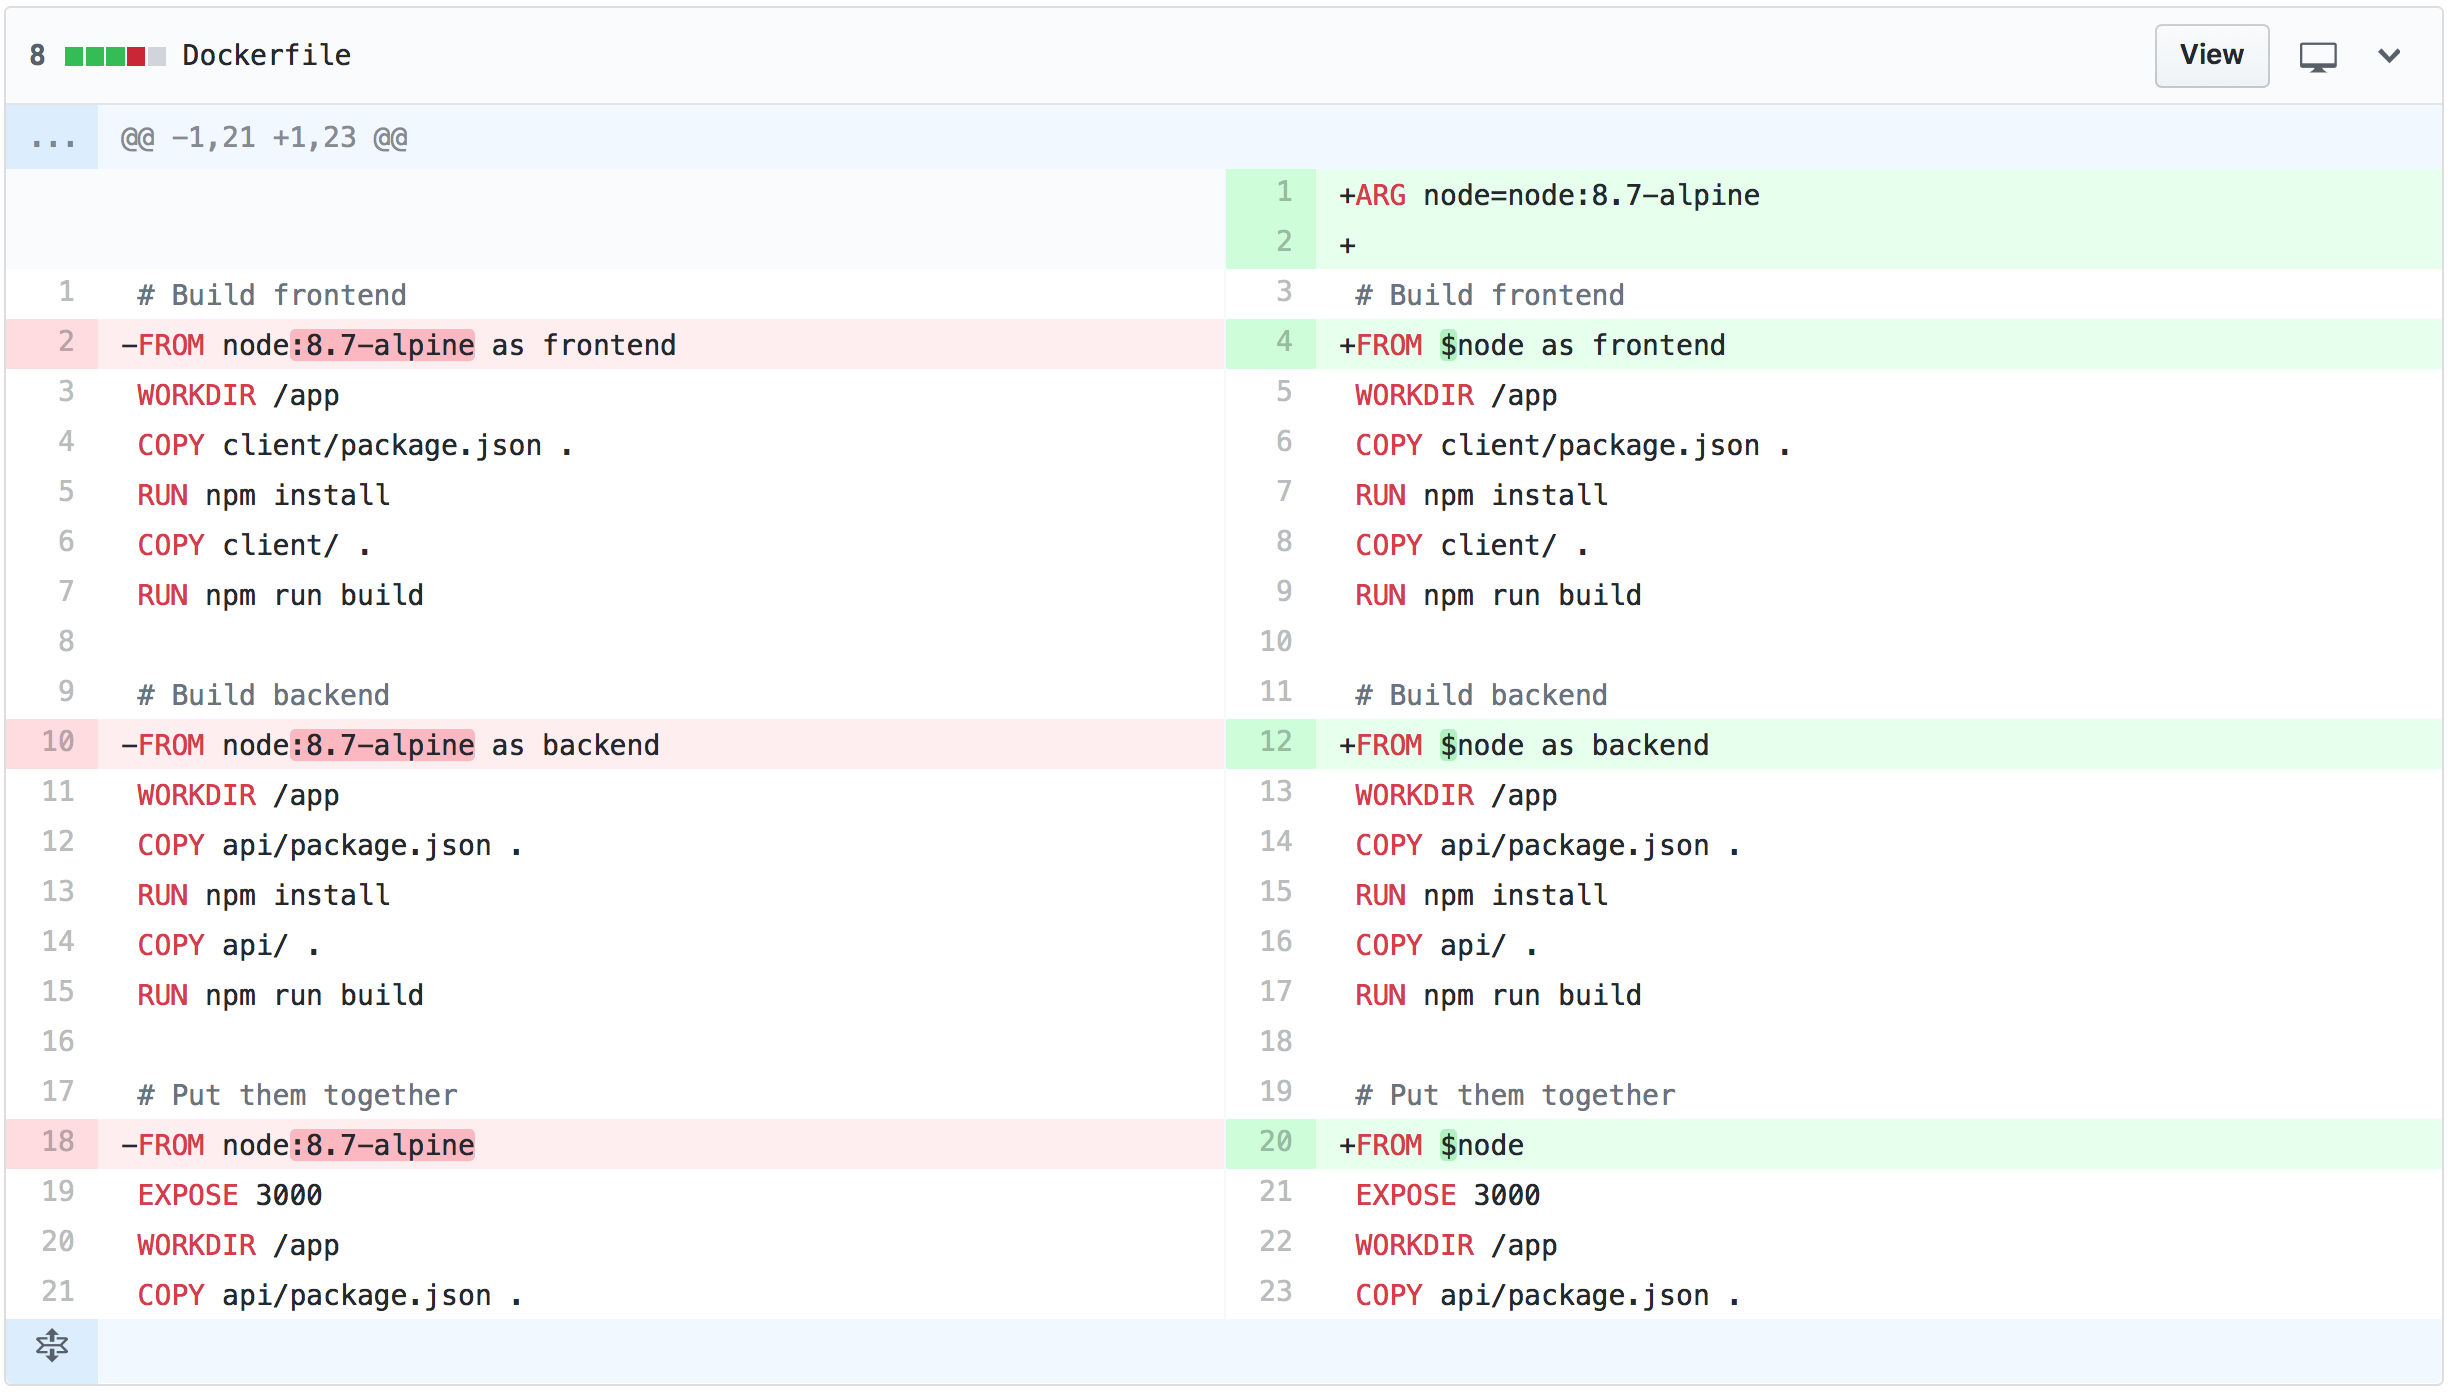 8 Dockerfile View
... @@ -1,21 +1,23 @@
1 +ARG node=node:8.7-alpine
2 +
1 # Build frontend 3 # Build frontend
2 -FROM node:8.7-alpine as frontend 4 +FROM $node as frontend
3 WORKDIR /app 5 WORKDIR /app
4 COPY client/package.json . 6 COPY client/package.json .
5 RUN npm install 7 RUN npm install
6 COPY client/ . 8 COPY client/ .
7 RUN npm run build 9 RUN npm run build
8 10
9 # Build backend 11 # Build backend
10 -FROM node:8.7-alpine as backend 12 +FROM $node as backend
11 WORKDIR /app 13 WORKDIR /app
12 COPY api/package.json . 14 COPY api/package.json .
13 RUN npm install 15 RUN npm install
14 COPY api/ . 16 COPY api/ .
15 RUN npm run build 17 RUN npm run build
16 18
17 # Put them together 19 # Put them together
18 -FROM node:8.7-alpine 20 +FROM $node
19 EXPOSE 3000 21 EXPOSE 3000
20 WORKDIR /app 22 WORKDIR /app
21 COPY api/package.json . 23 COPY api/package.json .